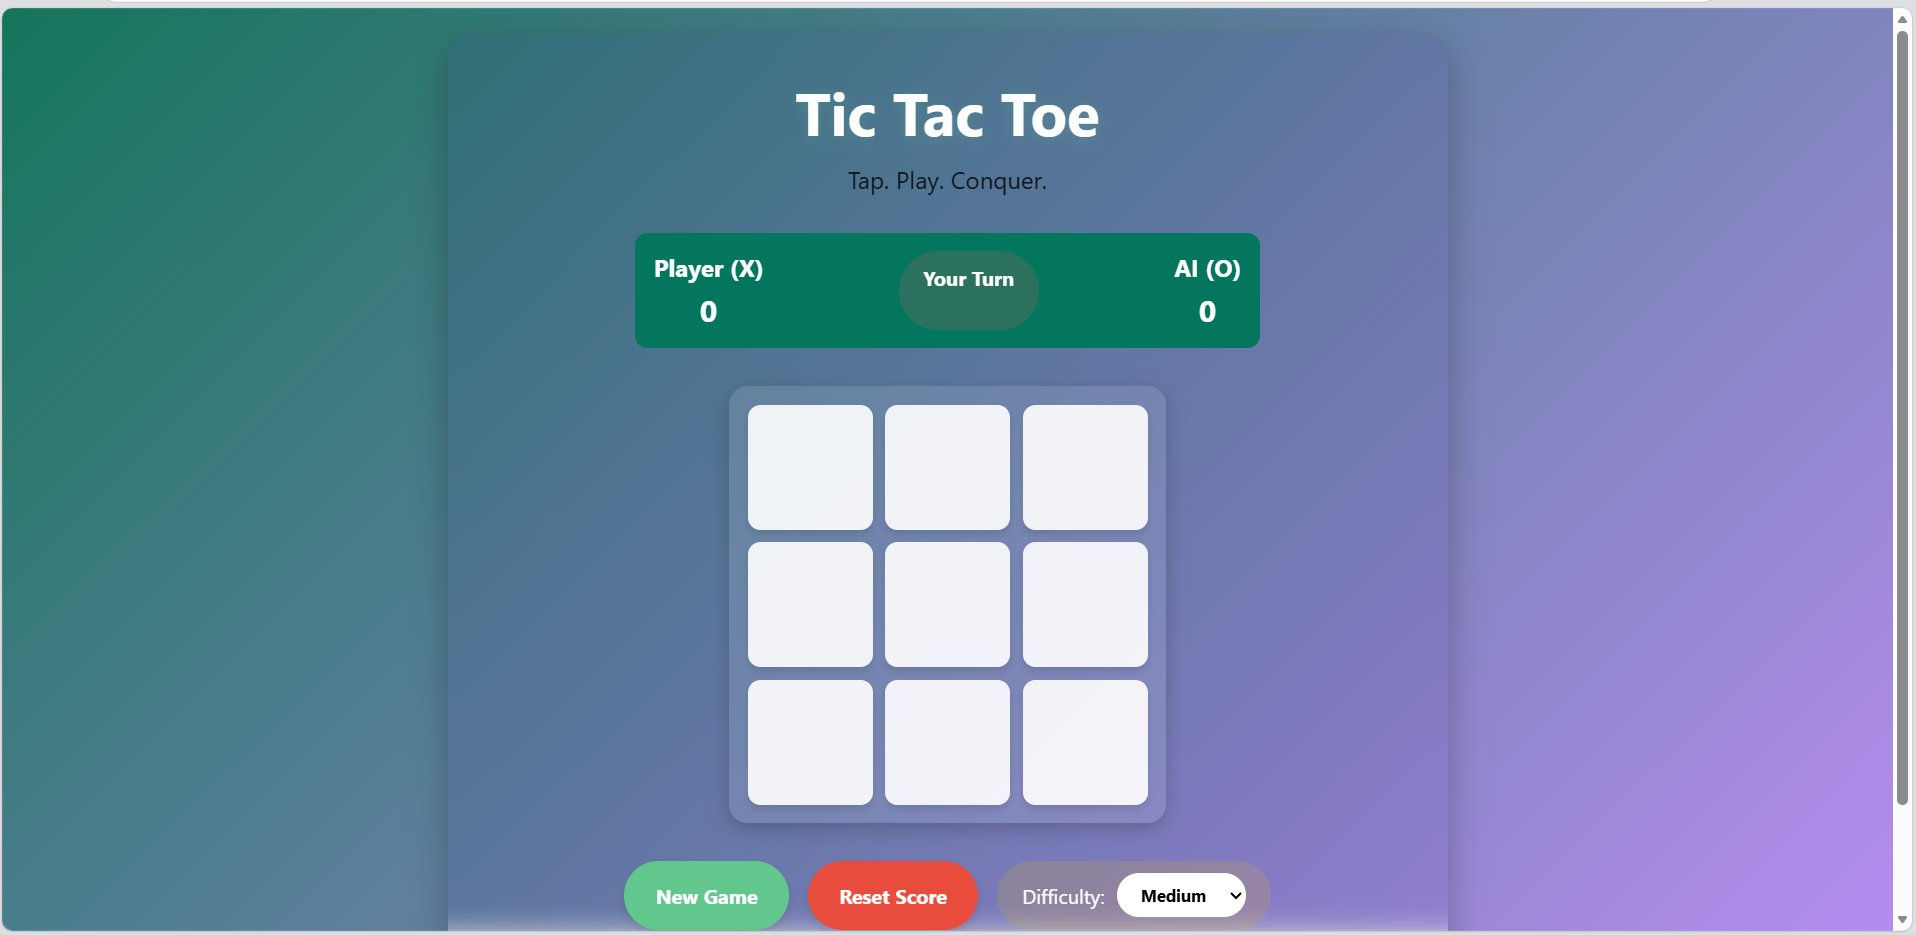 Tic Tac Toe
Tap. Play. Conquer.
Player (X)
0
Your Turn
AI (O)
0
New Game
Reset Score
Difficulty:
Medium